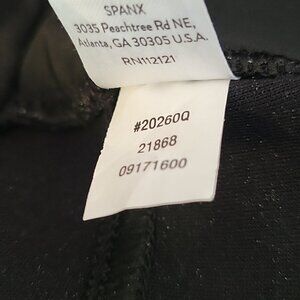 SPANX
3035 Peachtree Rd NE,
Atlanta, GA 30305 U.S.A.
RN112121
#20260Q
21868
09171600